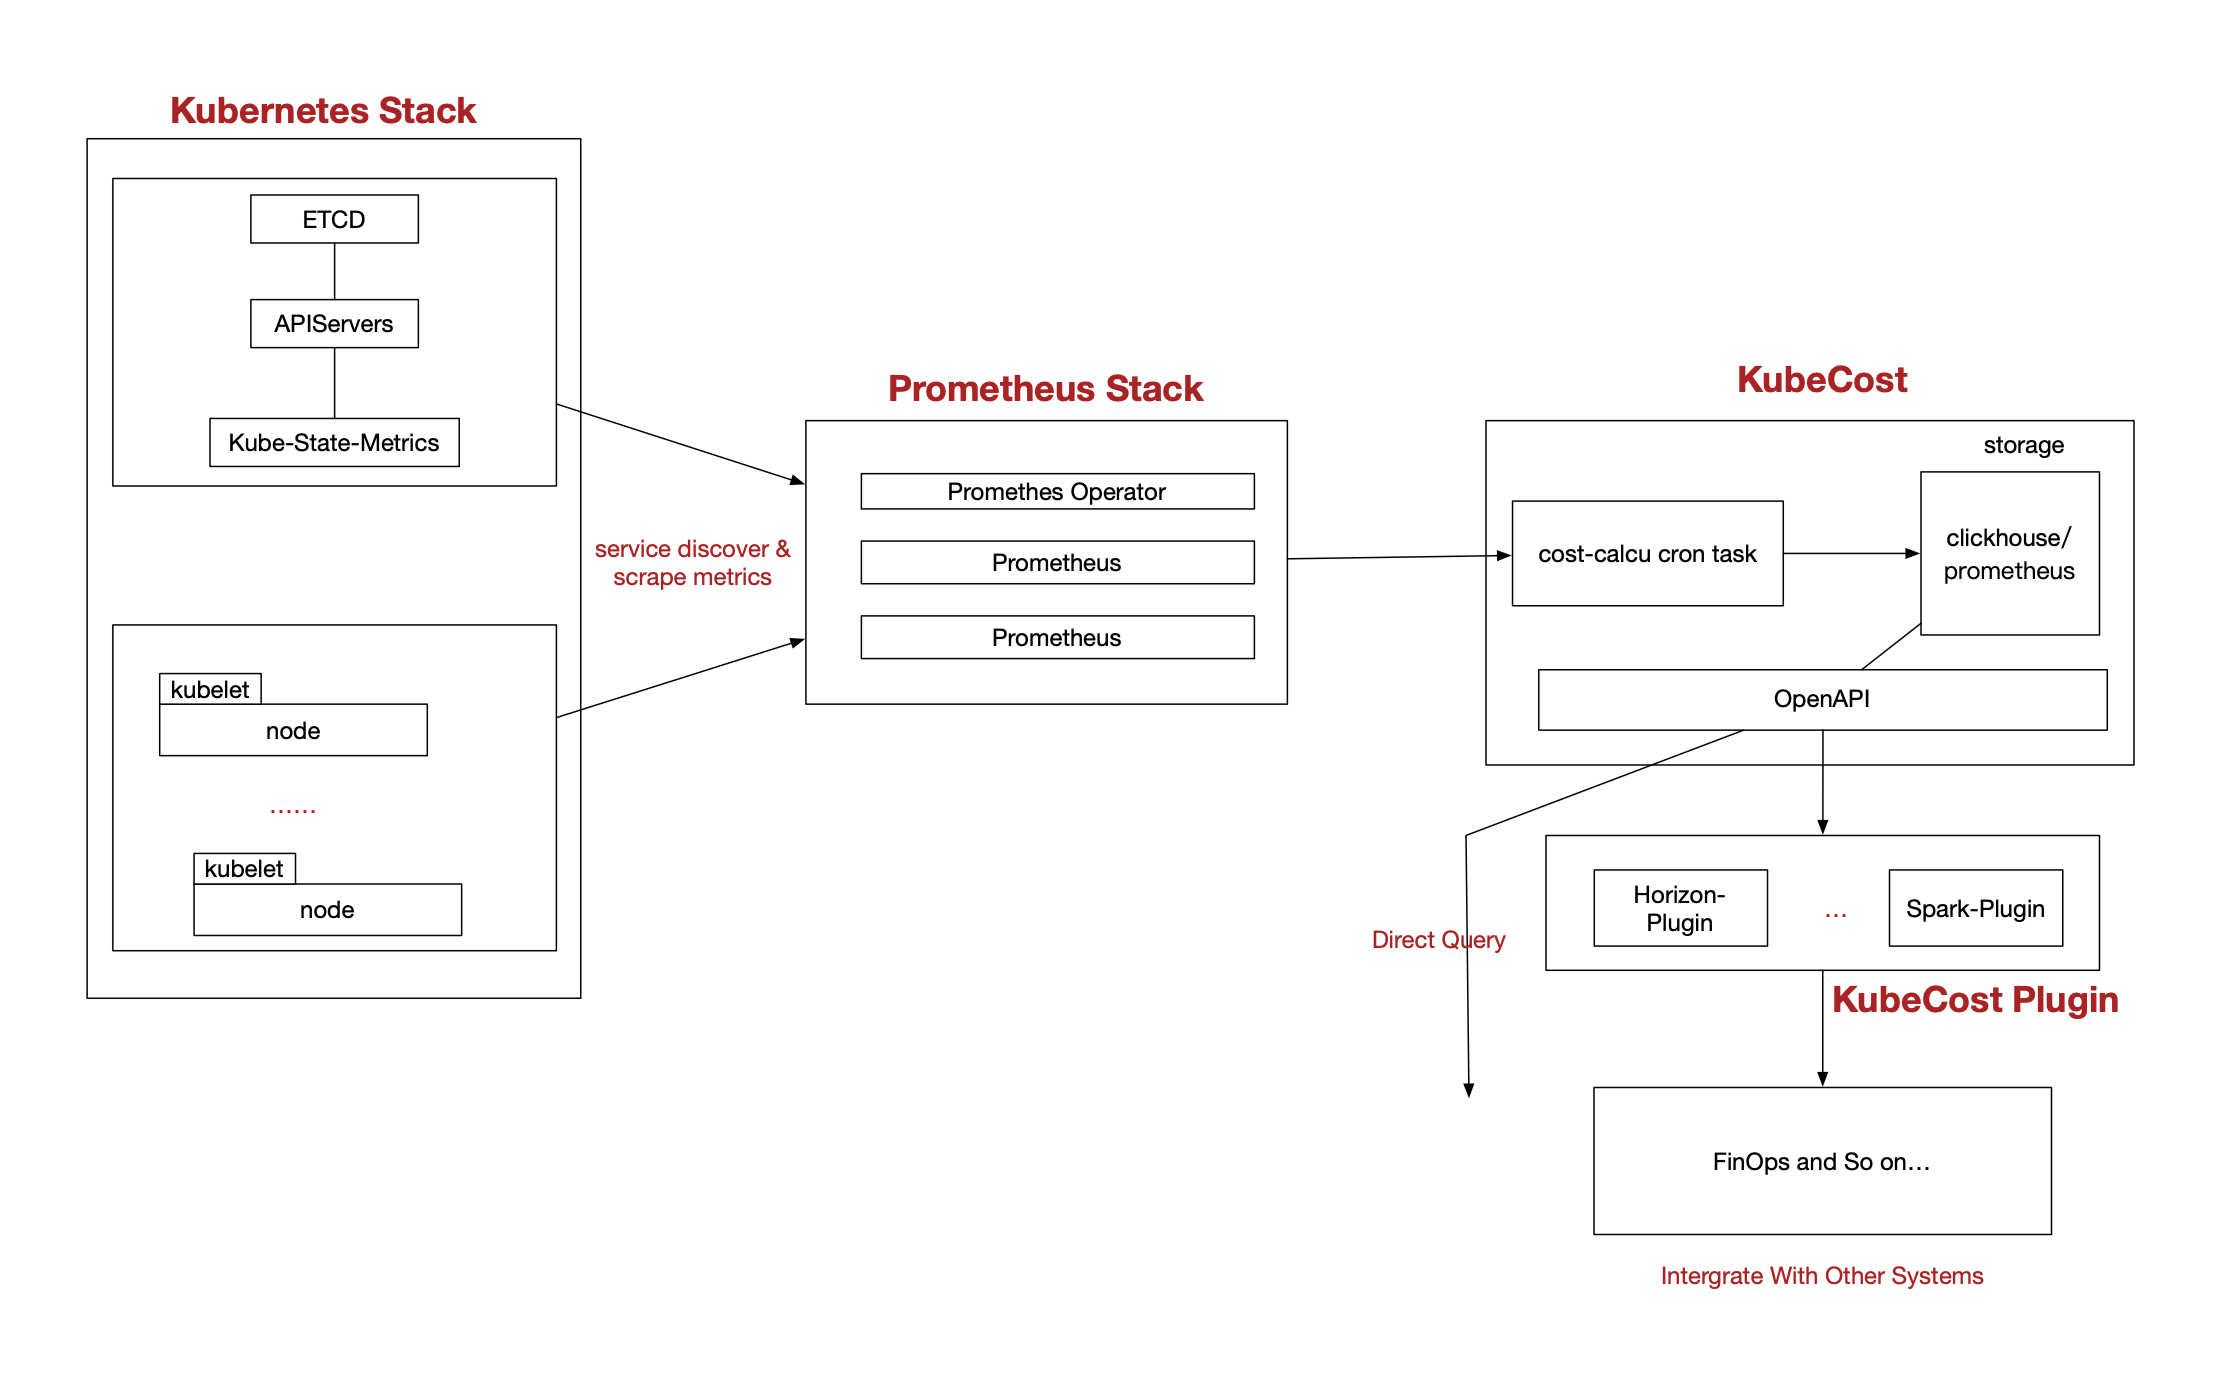 Kubernetes Stack
ETCD
APIServers
Kube-State-Metrics
kubelet
node
......
kubelet
node
service discover &
scrape metrics
Prometheus Stack
Promethes Operator
Prometheus
Prometheus
KubeCost
storage
cost-calcu cron task
clickhouse/
prometheus
OpenAPI
Direct Query
Horizon-
Plugin
...
Spark-Plugin
KubeCost Plugin
FinOps and So on...
Intergrate With Other Systems